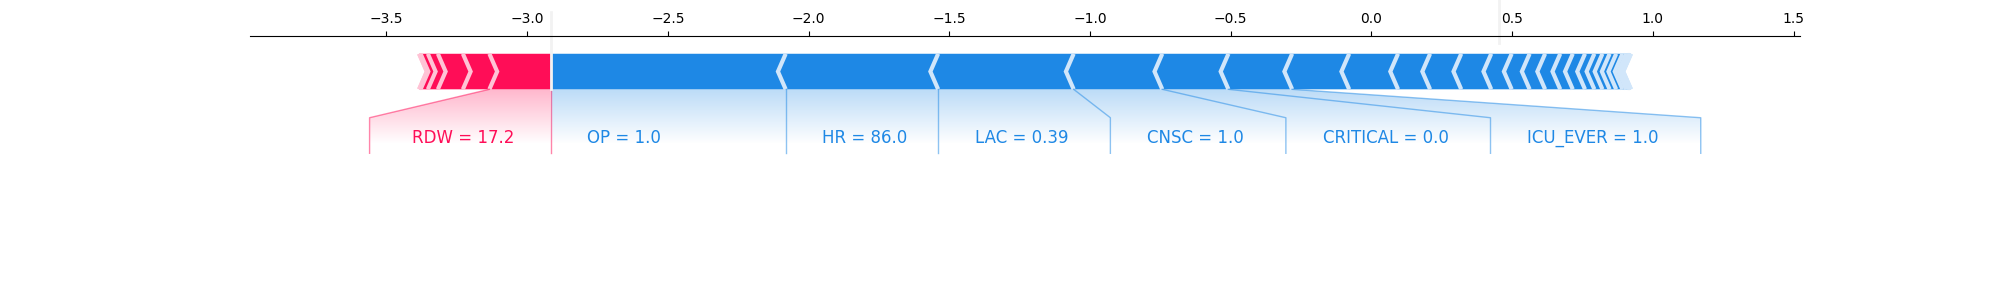 −3.5 −3.0 −2.5 −2.0 −1.5 −1.0 −0.5 0.0 0.5 1.0 1.5
RDW = 17.2 OP = 1.0 HR = 86.0 LAC = 0.39 CNSC = 1.0 CRITICAL = 0.0 ICU_EVER = 1.0